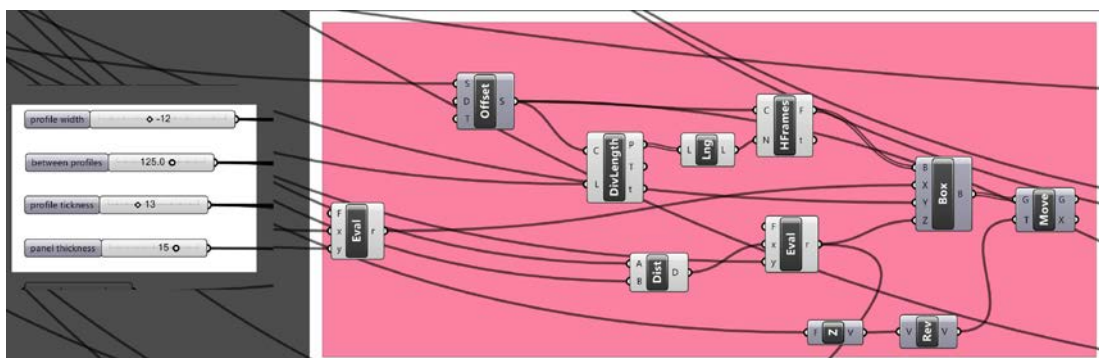 profile width -12
between profiles 125.0
profile tickness 13
panel thickness 15
F x y Eval r
S D T Offset S
C L DivLength P T t
L Lng L
C N HFrames F t
A B Dist D
F x y Eval r
F Z V
V Rev V
B X Y Z Box B
G T Move G X